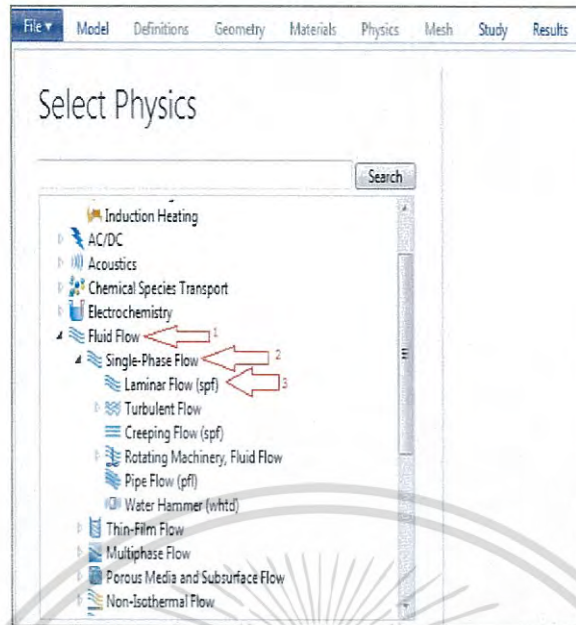 File Model Definitions Geometry Materials Physics Mesh Study Results
Select Physics
Search
Induction Heating
AC/DC
Acoustics
Chemical Species Transport
Electrochemistry
Fluid Flow 1
Single-Phase Flow 2
Laminar Flow (spf) 3
Turbulent Flow
Creeping Flow (spf)
Rotating Machinery, Fluid Flow
Pipe Flow (pfl)
Water Hammer (whtd)
Thin-Film Flow
Multiphase Flow
Porous Media and Subsurface Flow
Non-Isothermal Flow